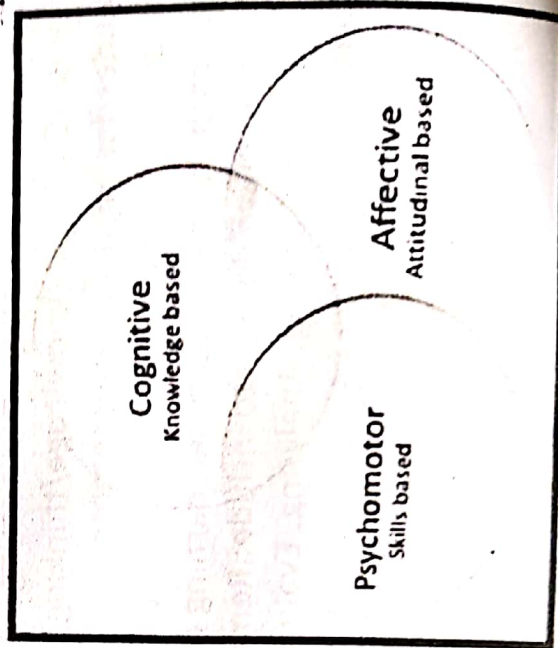 Cognitive
Knowledge based
Psychomotor
Skills based
Affective
Attitudinal based